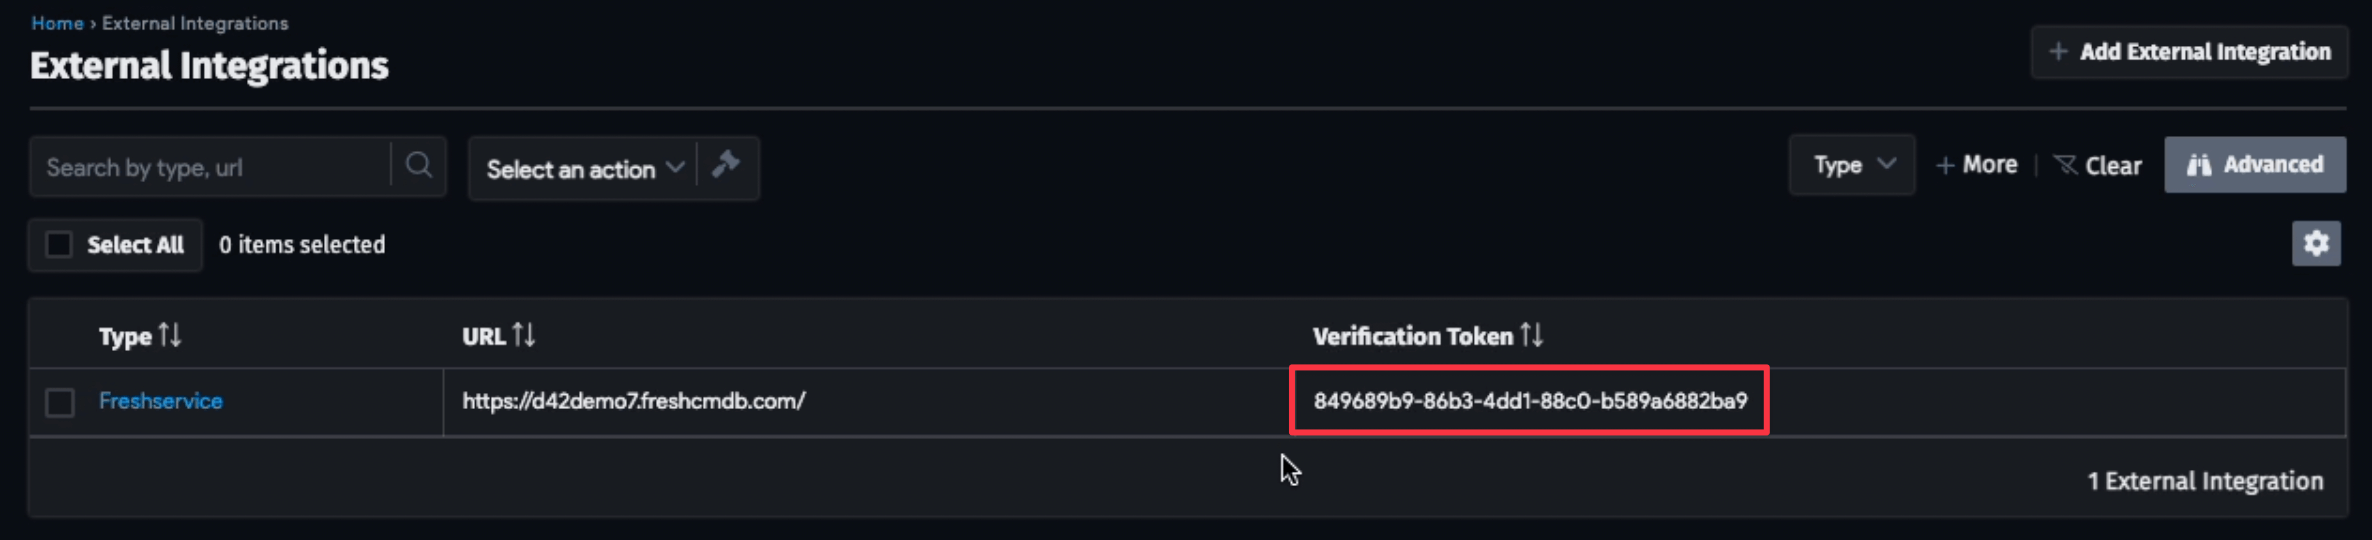 Home › External Integrations
External Integrations
+ Add External Integration
Search by type, url
Select an action
Type
+ More
Clear
Advanced
Select All
0 items selected
Type URL Verification Token
Freshservice https://d42demo7.freshcmdb.com/ 849689b9-86b3-4dd1-88c0-b589a6882ba9
1 External Integration